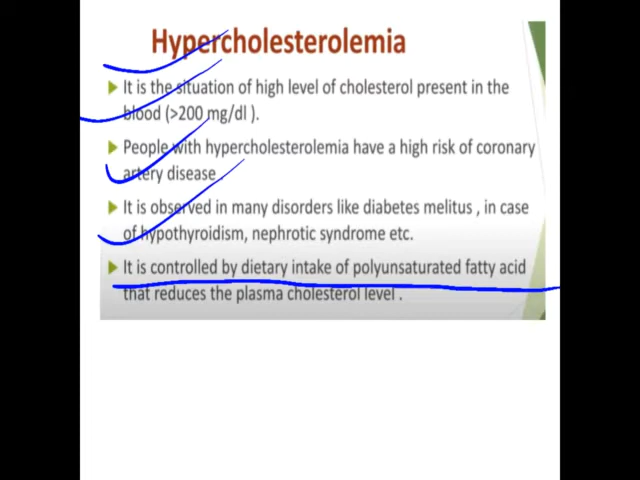 Hypercholesterolemia
It is the situation of high level of cholesterol present in the
blood (>200 mg/dl ).
People with hypercholesterolemia have a high risk of coronary
artery disease
It is observed in many disorders like diabetes melitus , in case
of hypothyroidism, nephrotic syndrome etc.
It is controlled by dietary intake of polyunsaturated fatty acid
that reduces the plasma cholesterol level .